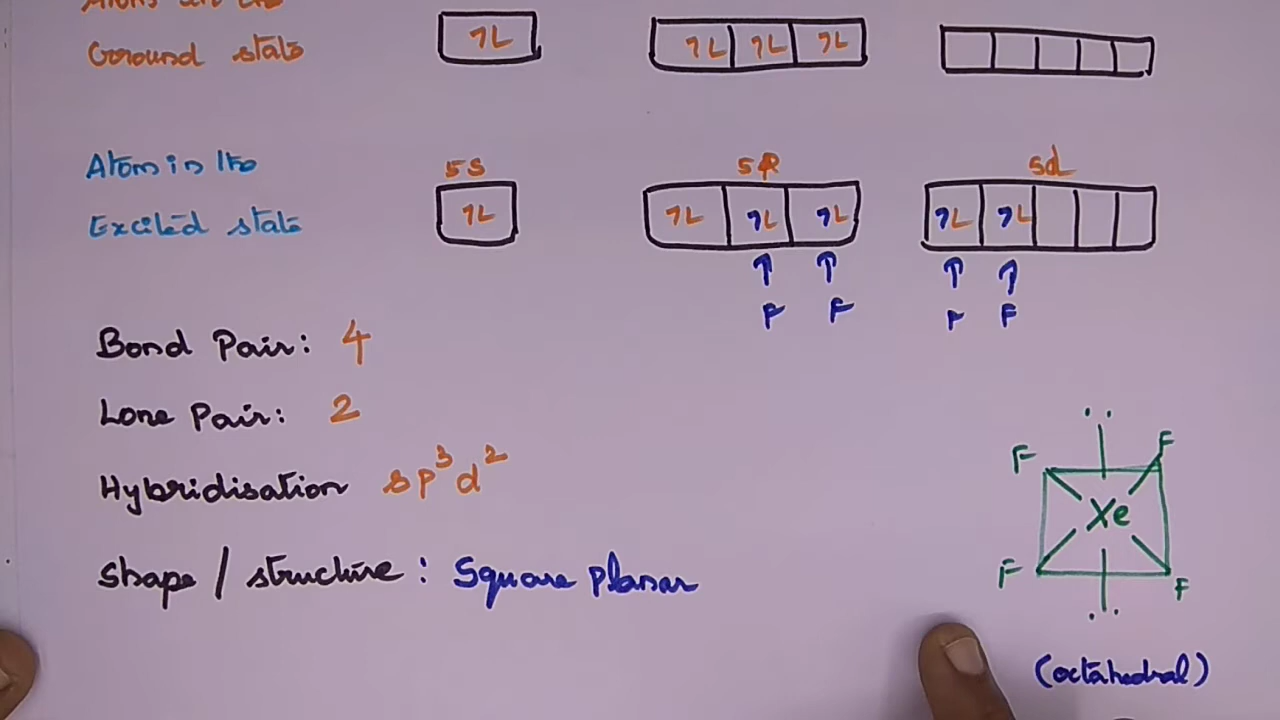 Ground state
Atom in Its
Excited state
5s
5p
5d
F F F F
Bond Pair: 4
Lone Pair: 2
Hybridisation sp³d²
Shape / structure: Square planar
F F
Xe
F F
(octahedral)